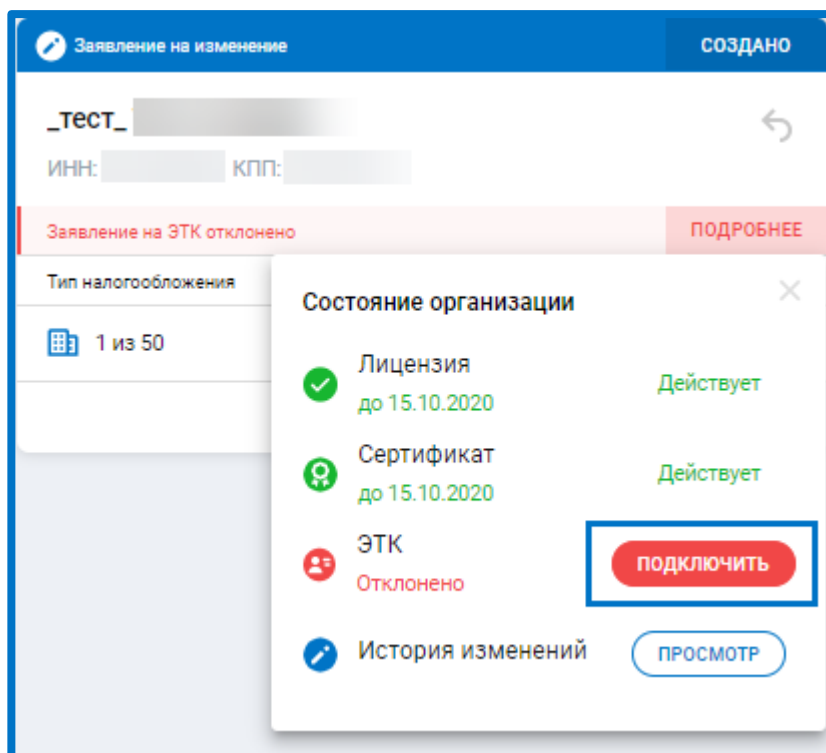 Заявление на изменение
СОЗДАНО
_тест_
ИНН: КПП:
Заявление на ЭТК отклонено
ПОДРОБНЕЕ
Тип налогообложения
1 из 50
Состояние организации
Лицензия
до 15.10.2020
Действует
Сертификат
до 15.10.2020
Действует
ЭТК
Отклонено
ПОДКЛЮЧИТЬ
История изменений
ПРОСМОТР